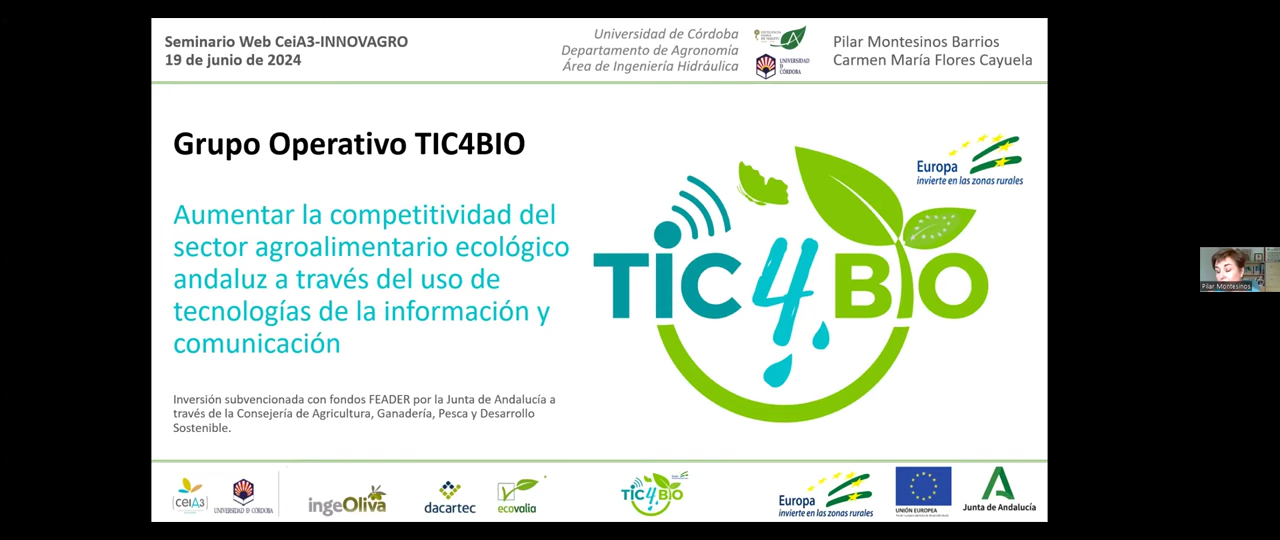 Seminario Web CeiA3-INNOVAGRO
19 de junio de 2024
Universidad de Córdoba
Departamento de Agronomía
Área de Ingeniería Hidráulica
UNIVERSIDAD
D
CÓRDOBA
Pilar Montesinos Barrios
Carmen María Flores Cayuela
Grupo Operativo TIC4BIO
Aumentar la competitividad del
sector agroalimentario ecológico
andaluz a través del uso de
tecnologías de la información y
comunicación
Inversión subvencionada con fondos FEADER por la Junta de Andalucía a
través de la Consejería de Agricultura, Ganadería, Pesca y Desarrollo
Sostenible.
Europa
invierte en las zonas rurales
TIC4BIO
Pilar Montesinos
ceiA3
UNIVERSIDAD D CÓRDOBA
ingeOliva
dacartec
ecovalia
TIC4BIO
Europa
invierte en las zonas rurales
UNIÓN EUROPEA
Junta de Andalucía